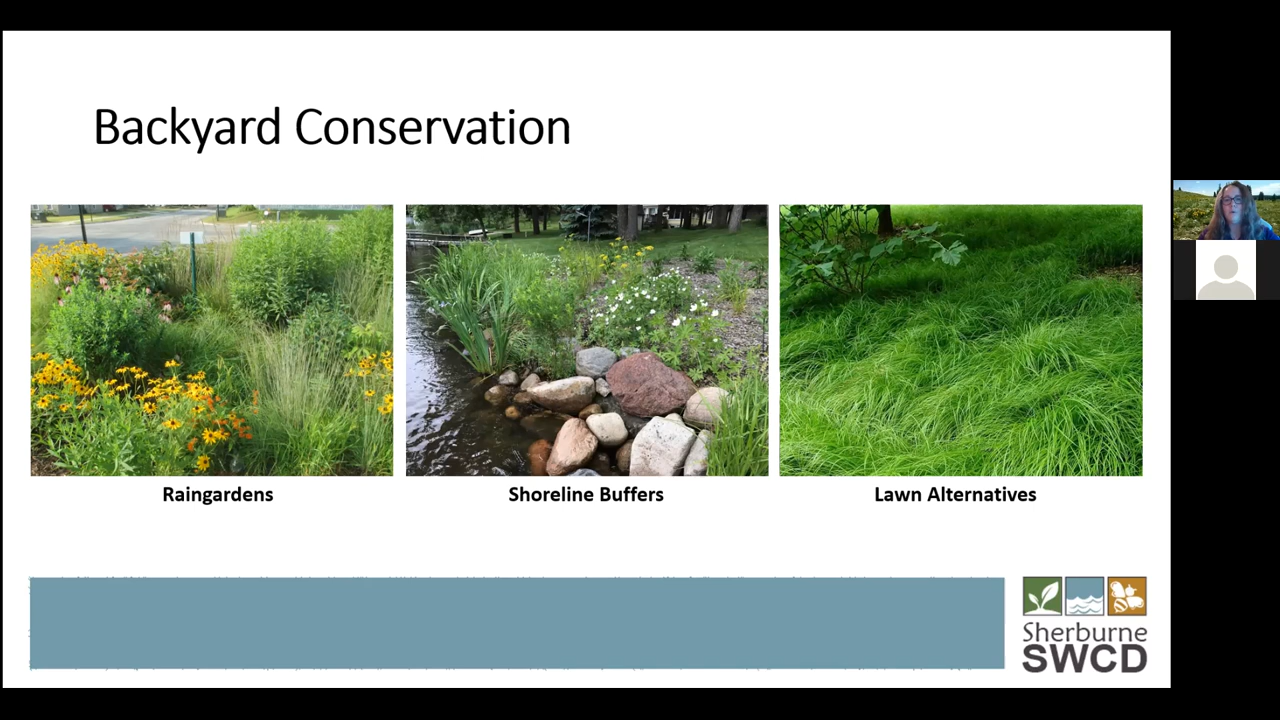 Backyard Conservation
Raingardens
Shoreline Buffers
Lawn Alternatives
Sherburne
SWCD